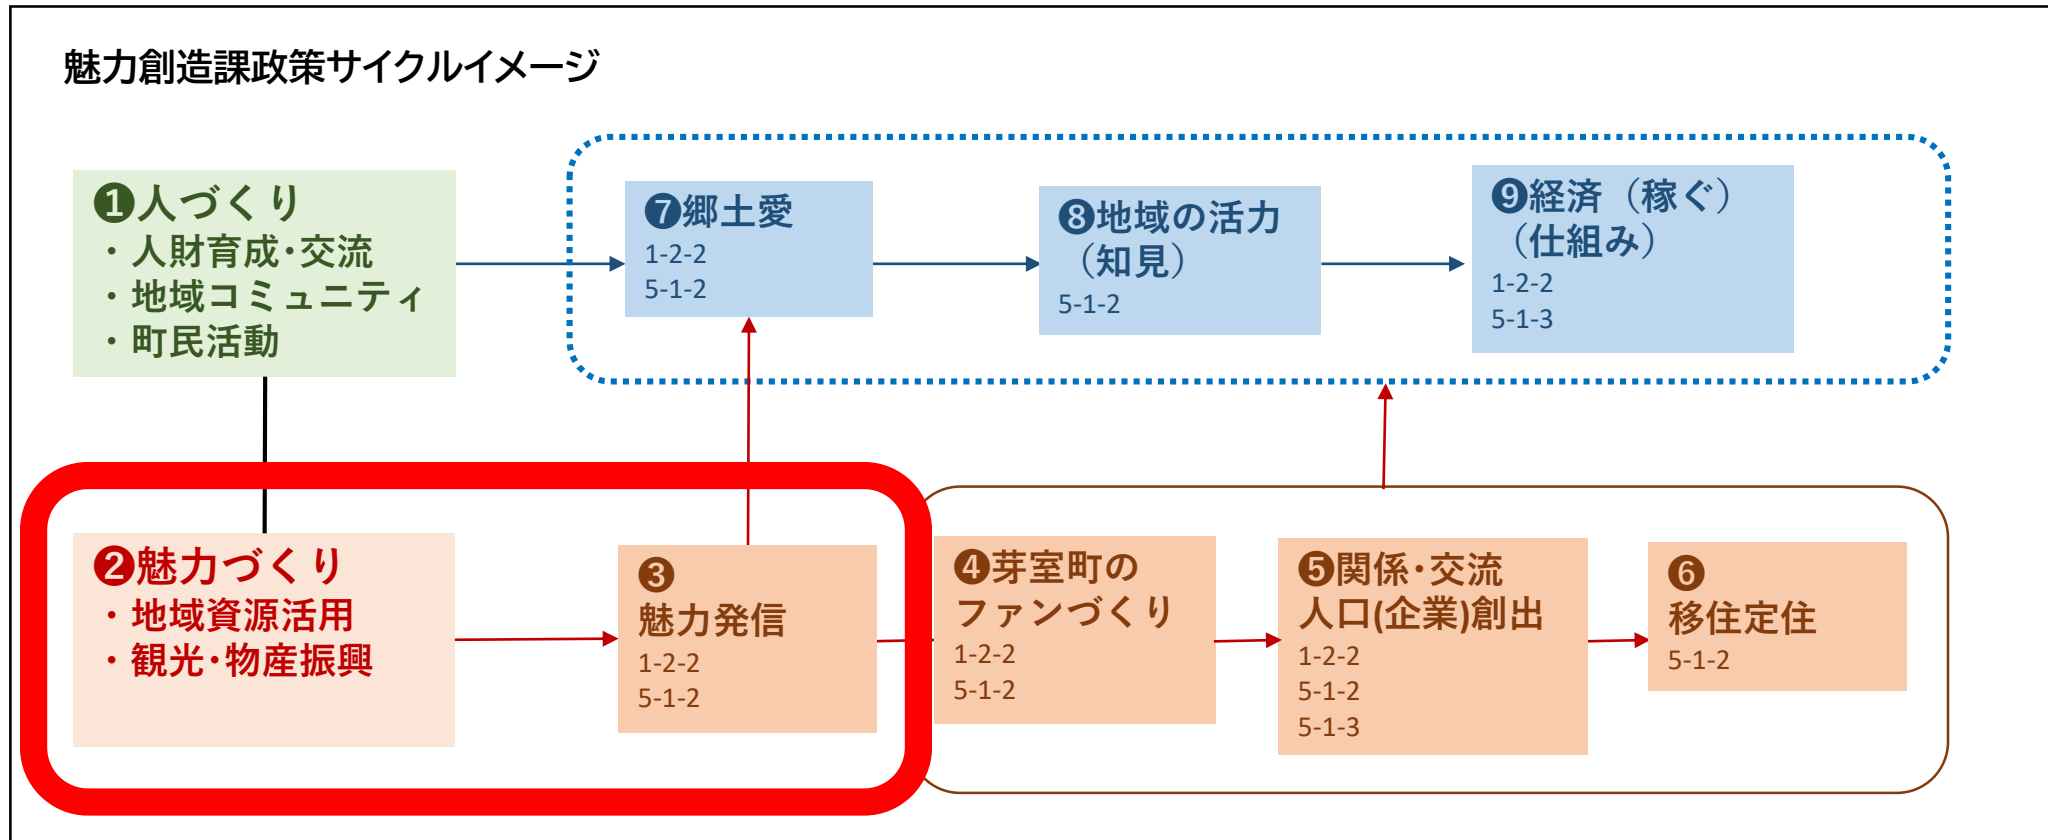 魅力創造課政策サイクルイメージ
❶人づくり
・人財育成・交流
・地域コミュニティ
・町民活動
❼郷土愛
1-2-2
5-1-2
❽地域の活力
（知見）
5-1-2
❾経済（稼ぐ）
（仕組み）
1-2-2
5-1-3
❷魅力づくり
・地域資源活用
・観光・物産振興
❸
魅力発信
1-2-2
5-1-2
❹芽室町の
ファンづくり
1-2-2
5-1-2
❺関係・交流
人口(企業)創出
1-2-2
5-1-2
5-1-3
❻
移住定住
5-1-2